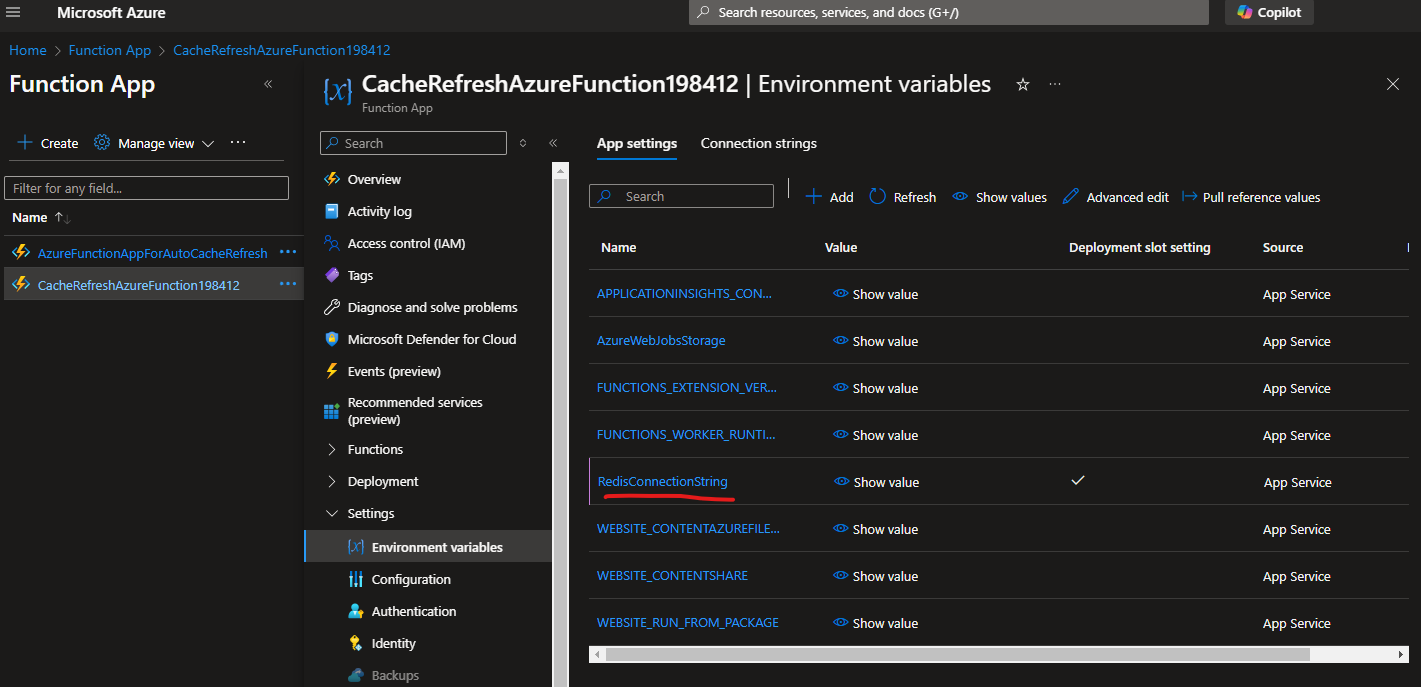 Microsoft Azure
Search resources, services, and docs (G+/)
Copilot
Home > Function App > CacheRefreshAzureFunction198412
Function App
Create
Manage view
Filter for any field...
Name
AzureFunctionAppForAutoCacheRefresh
CacheRefreshAzureFunction198412
CacheRefreshAzureFunction198412 | Environment variables
Function App
Search
Overview
Activity log
Access control (IAM)
Tags
Diagnose and solve problems
Microsoft Defender for Cloud
Events (preview)
Recommended services
(preview)
Functions
Deployment
Settings
Environment variables
Configuration
Authentication
Identity
Backups
App settings Connection strings
Search
Add Refresh Show values Advanced edit Pull reference values
Name Value Deployment slot setting Source
APPLICATIONINSIGHTS_CON... Show value App Service
AzureWebJobsStorage Show value App Service
FUNCTIONS_EXTENSION_VER... Show value App Service
FUNCTIONS_WORKER_RUNTI... Show value App Service
RedisConnectionString Show value App Service
WEBSITE_CONTENTAZUREFILE... Show value App Service
WEBSITE_CONTENTSHARE Show value App Service
WEBSITE_RUN_FROM_PACKAGE Show value App Service